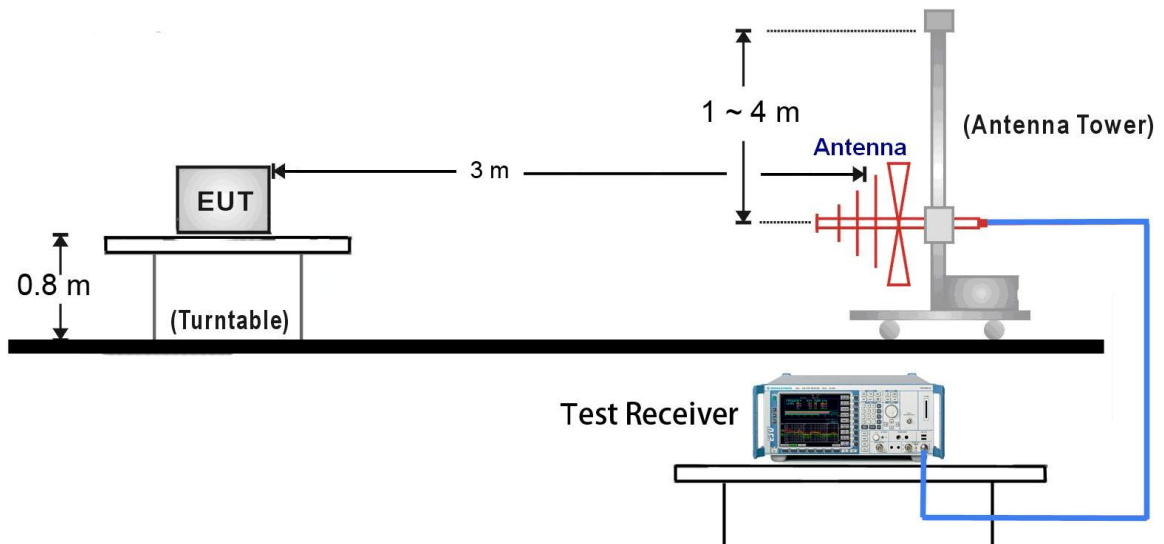 1 ~ 4 m
(Antenna Tower)
Antenna
3 m
EUT
0.8 m
(Turntable)
Test Receiver